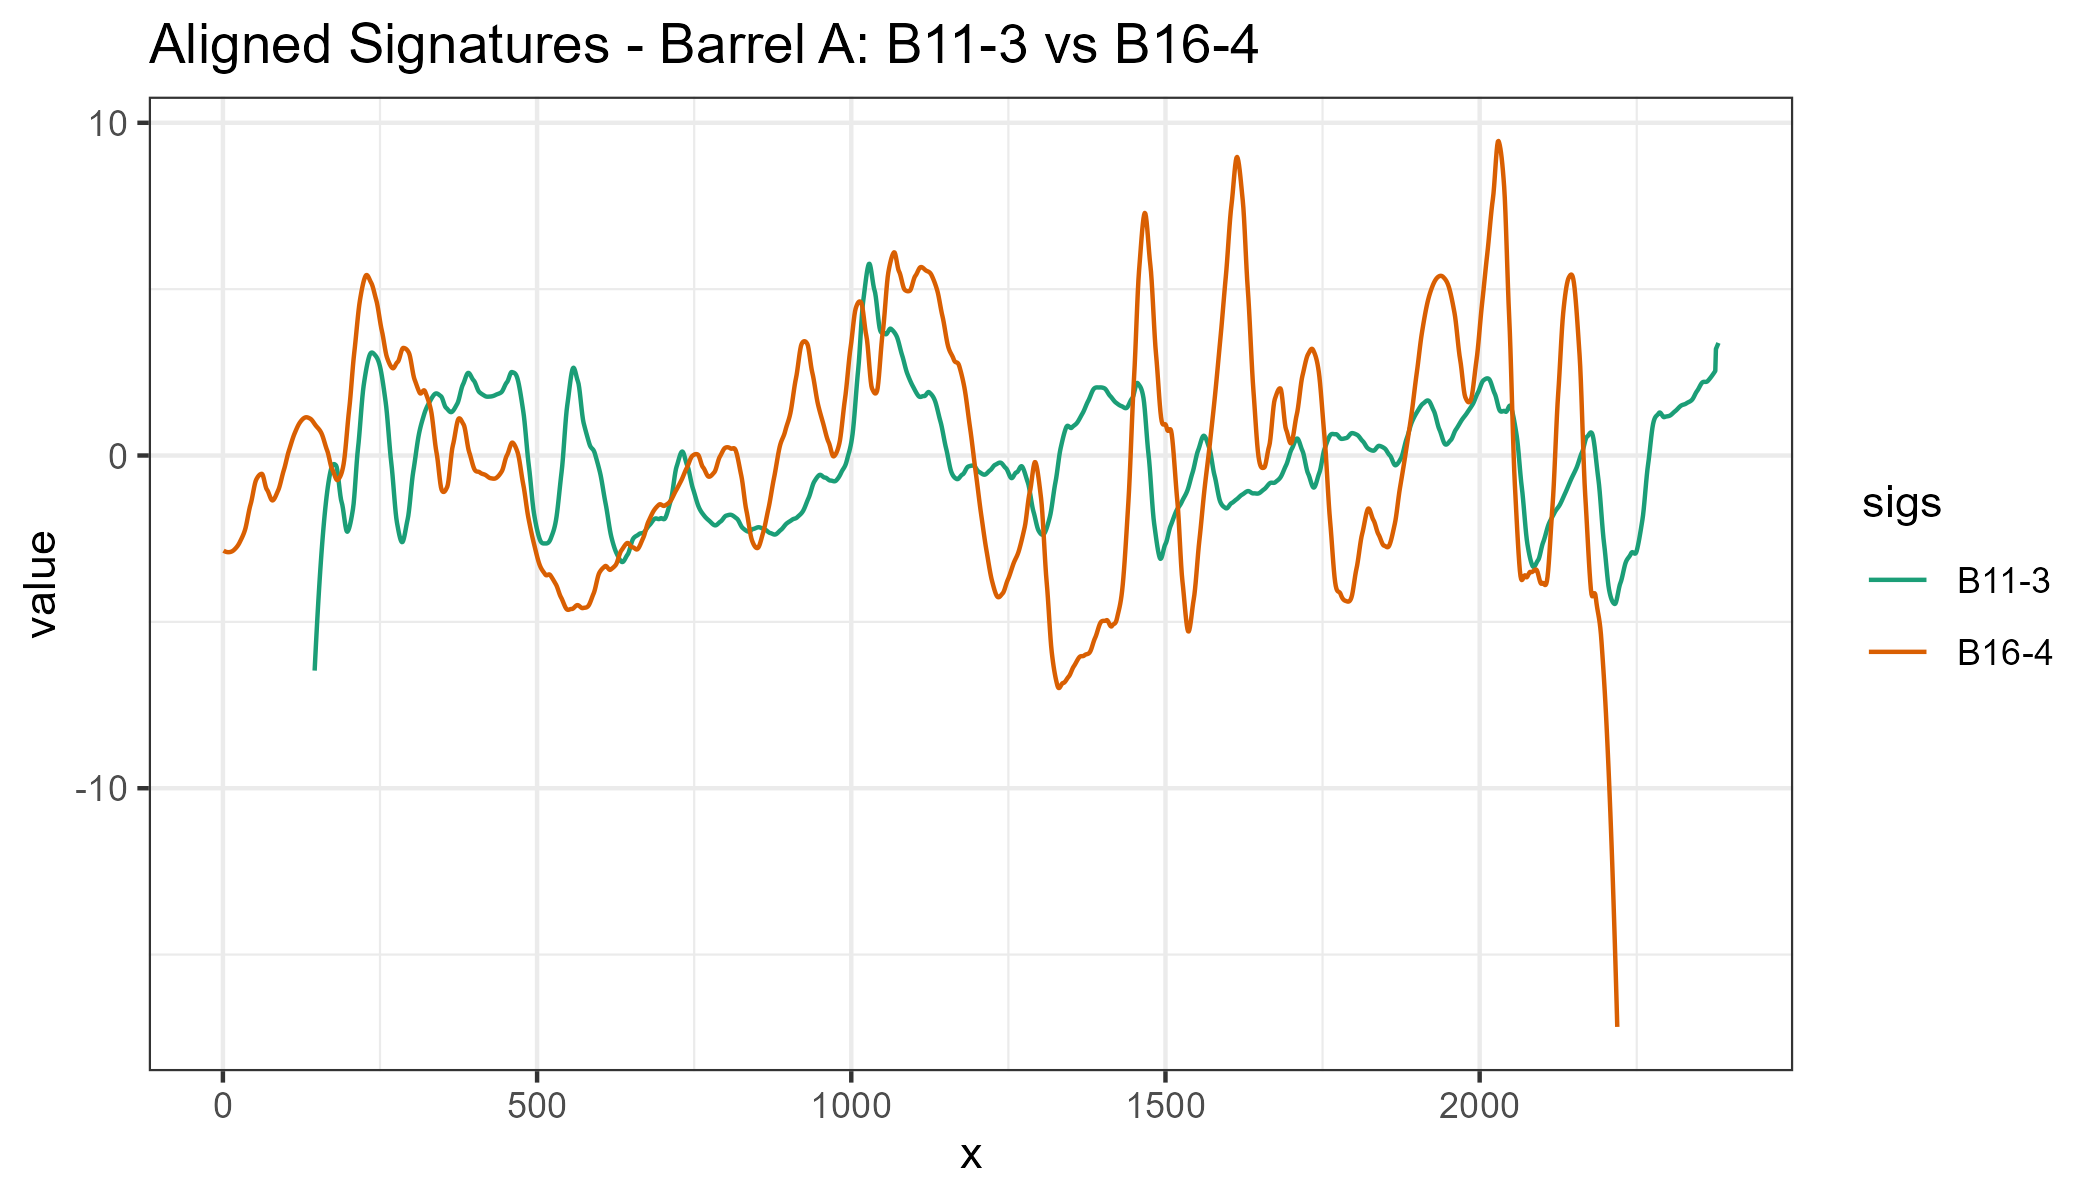 Aligned Signatures - Barrel A: B11-3 vs B16-4
10
0
-10
value
0 500 1000 1500 2000
x
sigs
B11-3
B16-4